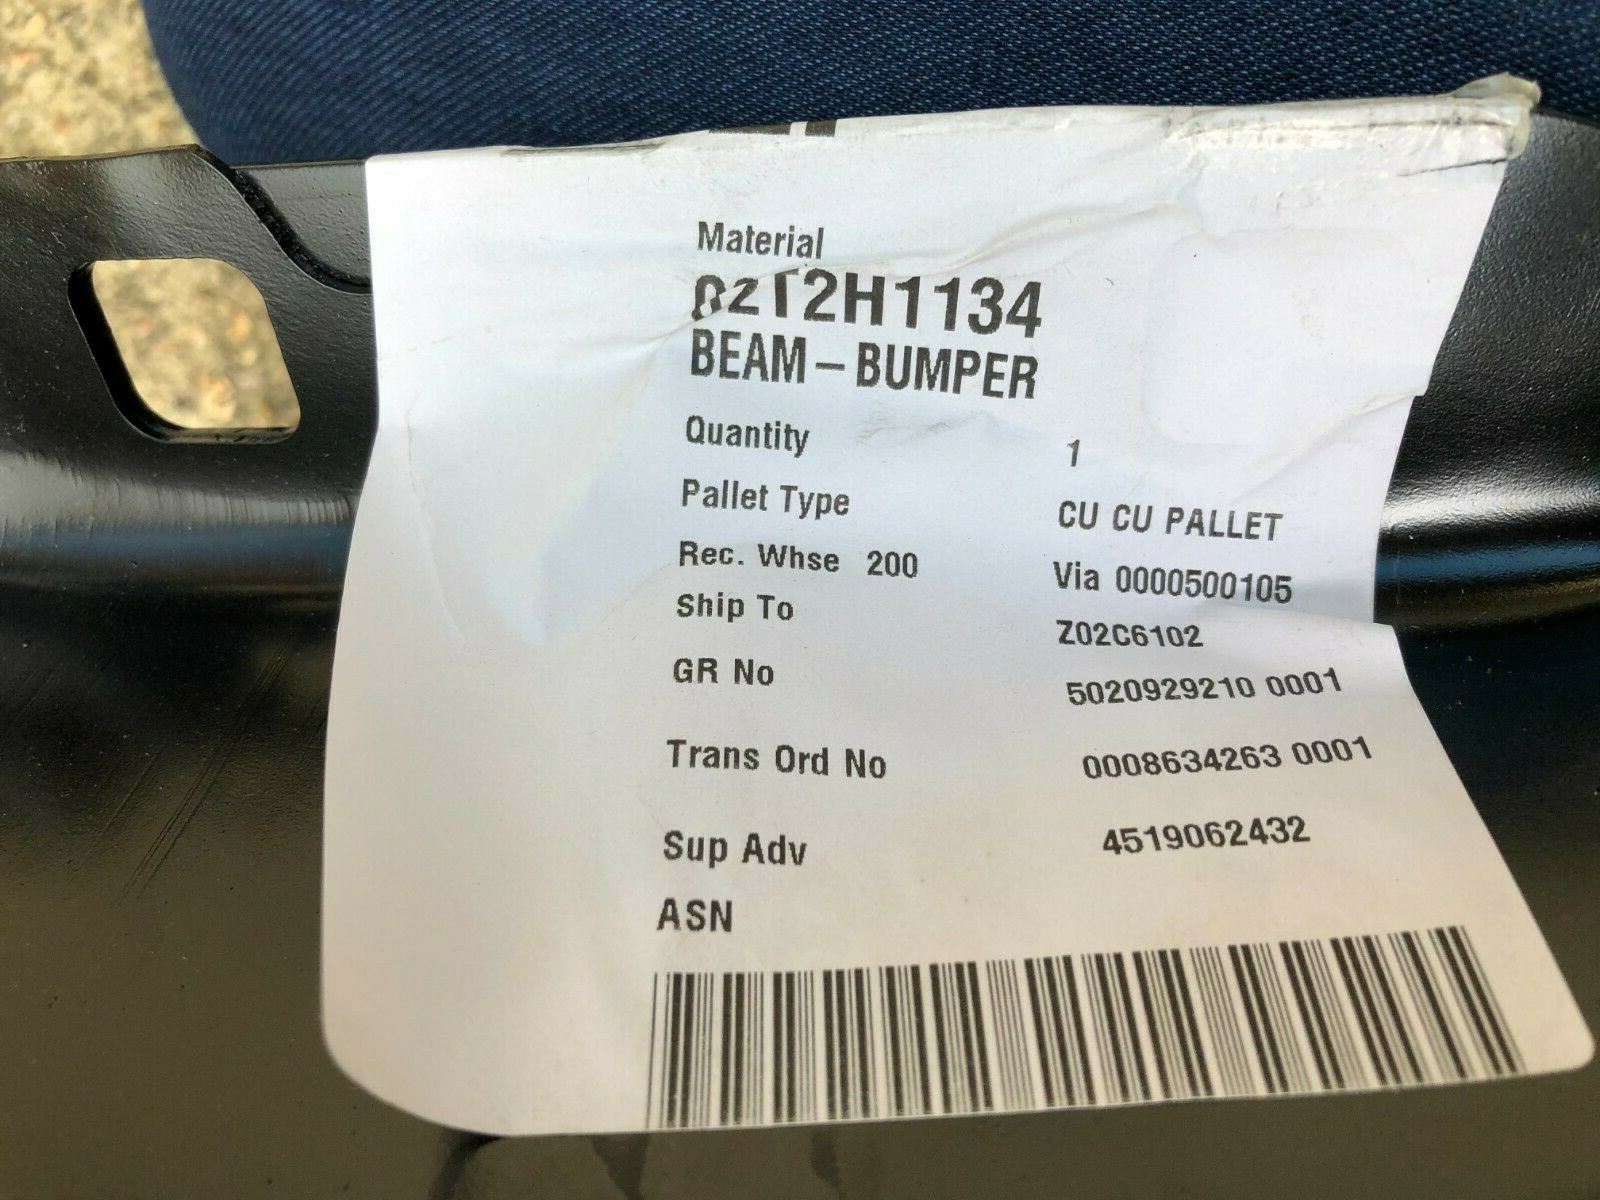 Material
02T2H1134
BEAM-BUMPER
Quantity 1
Pallet Type CU CU PALLET
Rec. Whse 200 Via 0000500105
Ship To Z02C6102
GR No 5020929210 0001
Trans Ord No 0008634263 0001
Sup Adv 4519062432
ASN